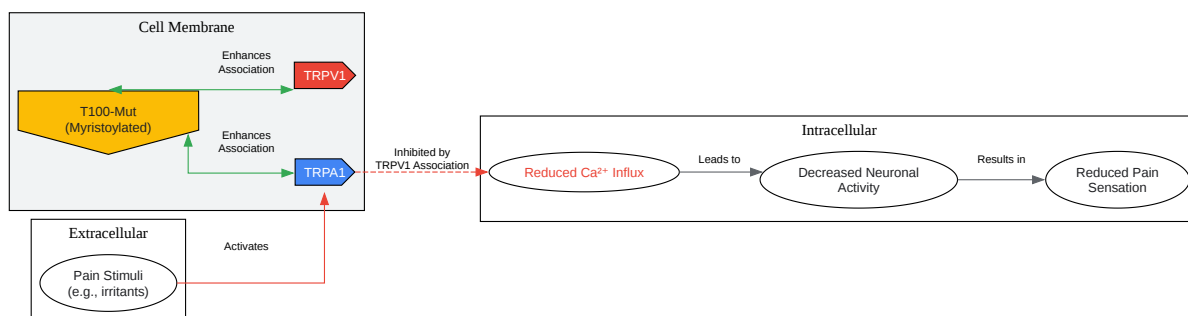 Cell Membrane
Enhances
Association
TRPV1
T100-Mut
(Myristoylated)
Enhances
Association
TRPA1
Inhibited by
TRPV1 Association
Intracellular
Reduced Ca²⁺ Influx
Leads to
Decreased Neuronal
Activity
Results in
Reduced Pain
Sensation
Extracellular
Activates
Pain Stimuli
(e.g., irritants)